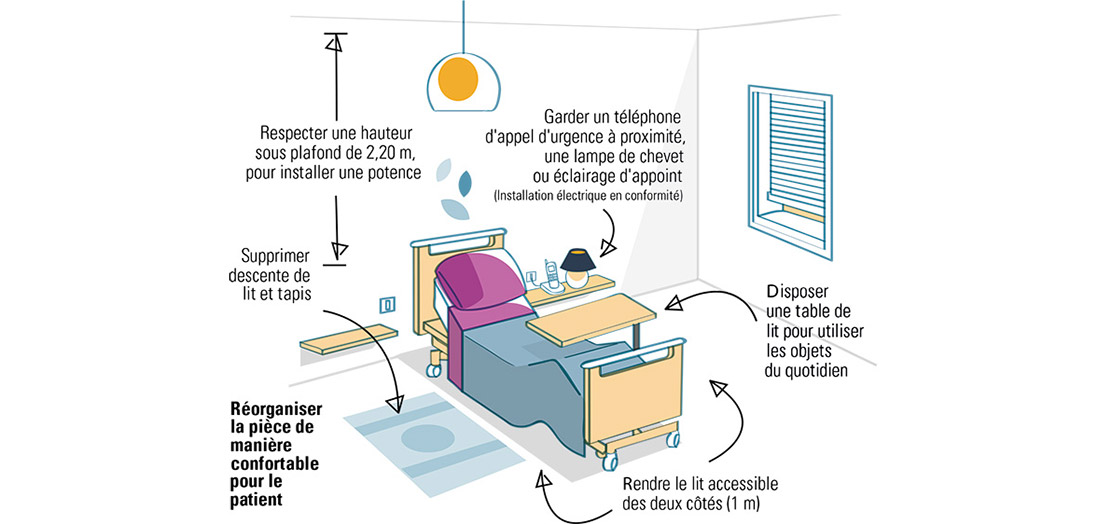 Respecter une hauteur
sous plafond de 2,20 m,
pour installer une potence
Garder un téléphone
d'appel d'urgence à proximité,
une lampe de chevet
ou éclairage d'appoint
(Installation électrique en conformité)
Supprimer
descente de
lit et tapis
Disposer
une table de
lit pour utiliser
les objets
du quotidien
Réorganiser
la pièce de
manière
confortable
pour le
patient
Rendre le lit accessible
des deux côtés (1 m)